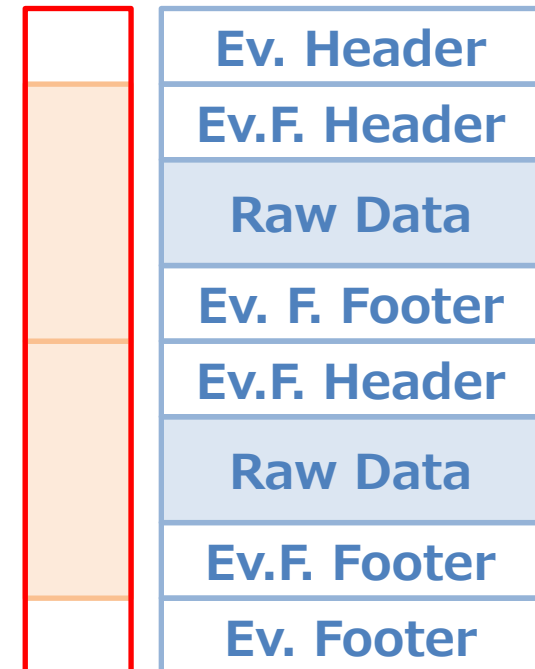 Ev. Header
Ev.F. Header
Raw Data
Ev. F. Footer
Ev.F. Header
Raw Data
Ev.F. Footer
Ev. Footer